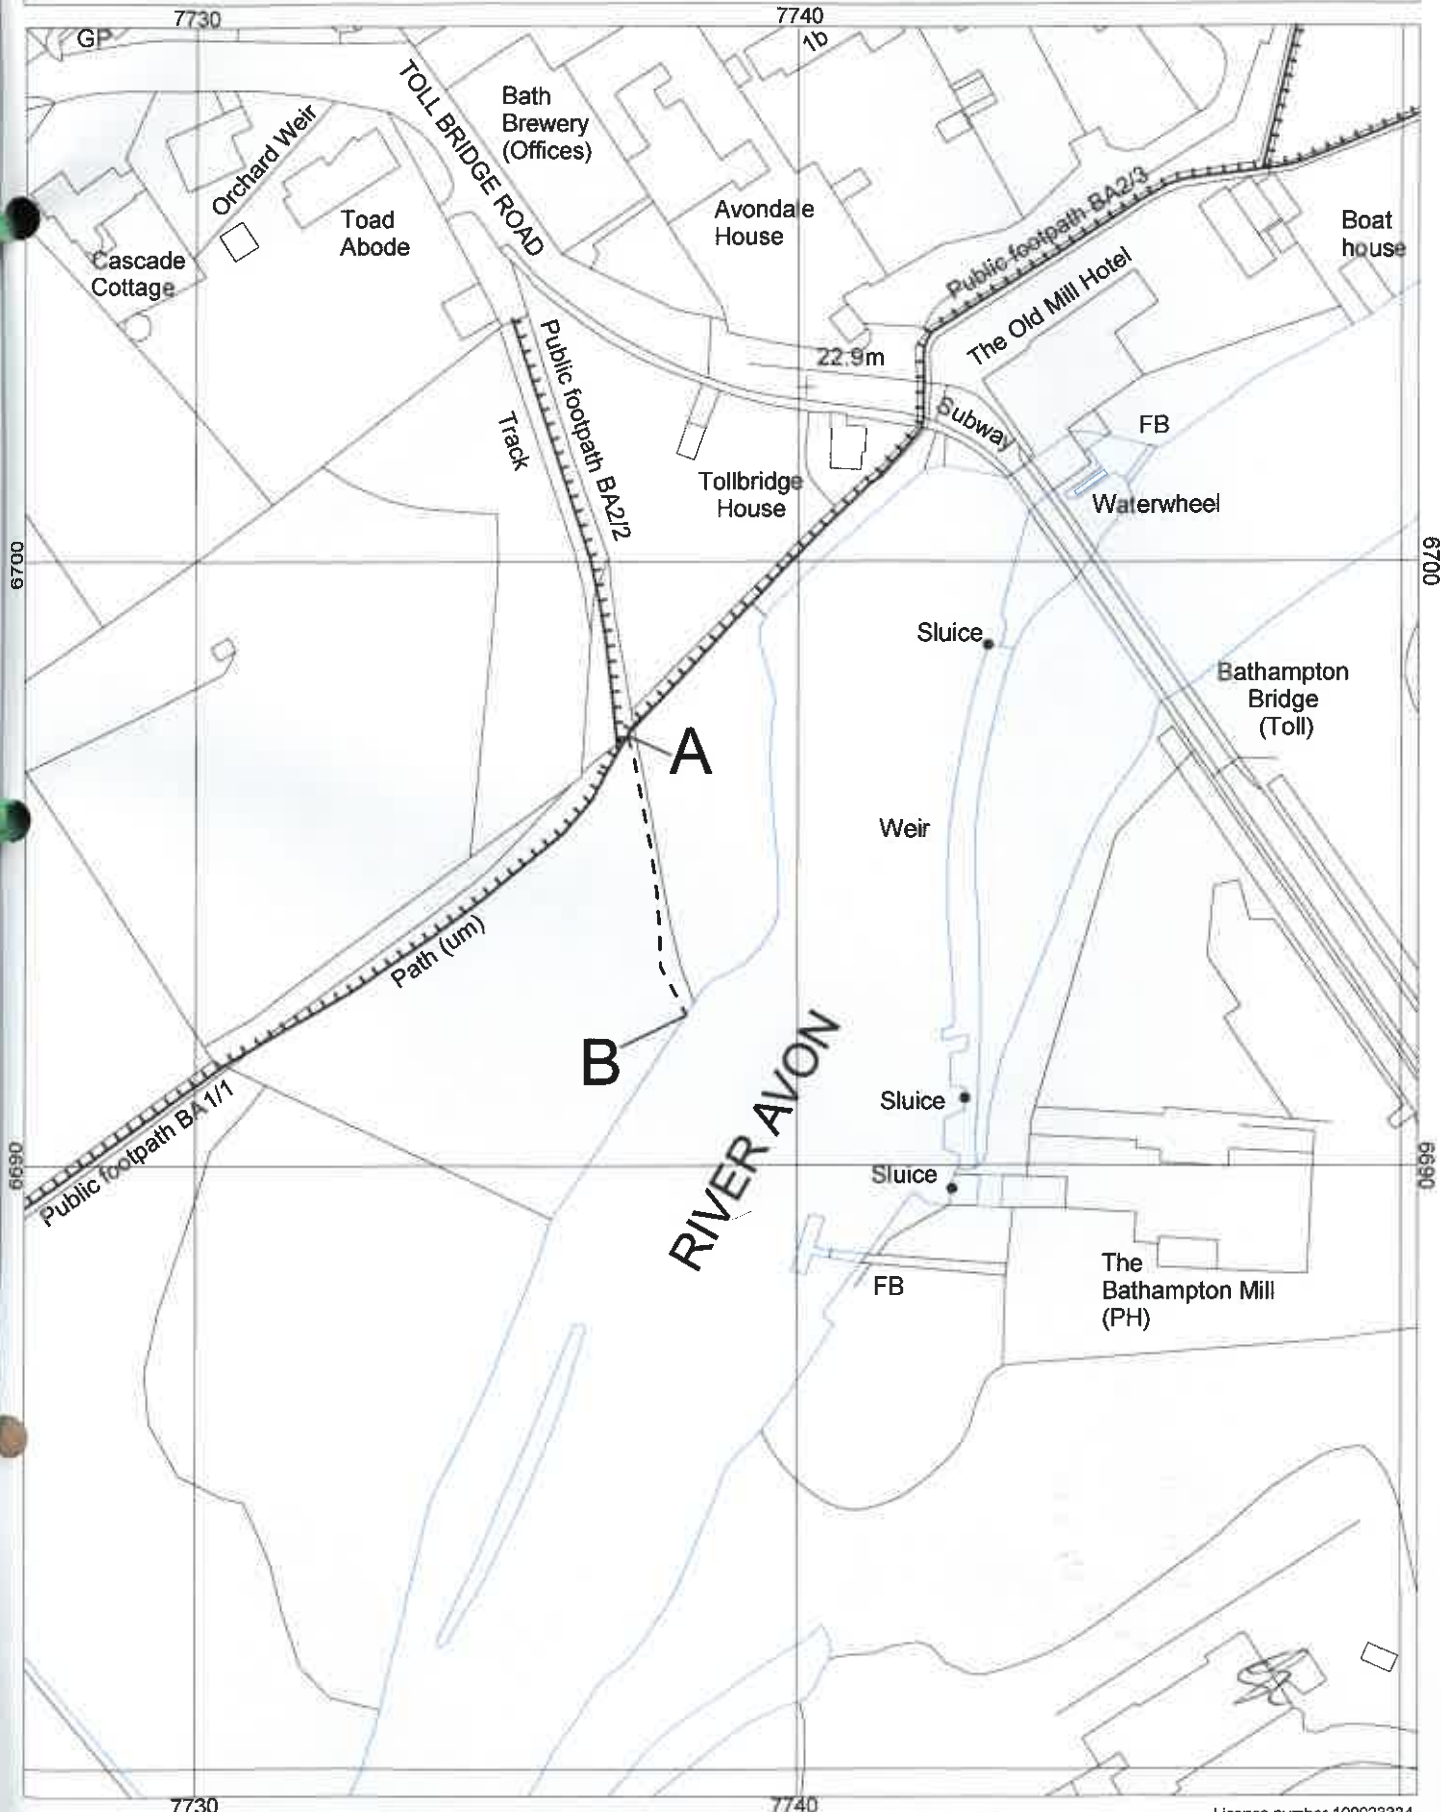 7730
7740
GP
1b
TOLL BRIDGE ROAD
Bath
Brewery
(Offices)
Orchard Weir
Toad
Abode
Avondale
House
Public footpath BA2/3
Boat
house
Cascade
Cottage
The Old Mill Hotel
22.9m
Public footpath BA2/2
Track
Subway
FB
Tollbridge
House
Waterwheel
6700
6700
Sluice
Bathampton
Bridge
(Toll)
A
Weir
Path (um)
B
RIVER AVON
Sluice
Public footpath BA1/1
6690
6690
Sluice
The
Bathampton Mill
(PH)
FB
7730
7740